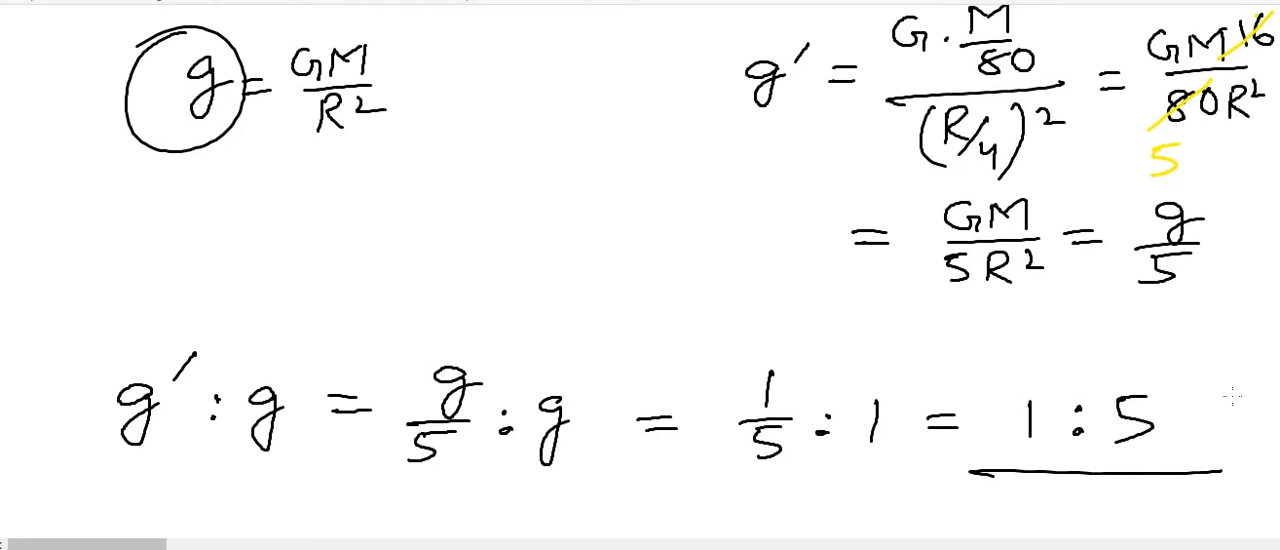 g = GM/R²
g′ = (G · M/80)/(R/4)² = GM16/80R²
5
= GM/5R² = g/5
g′ : g = g/5 : g = 1/5 : 1 = 1 : 5